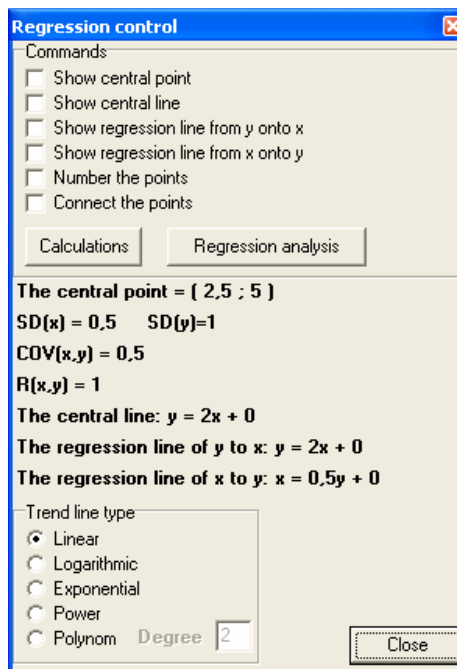 Regression control
Commands
Show central point
Show central line
Show regression line from y onto x
Show regression line from x onto y
Number the points
Connect the points
Calculations Regression analysis
The central point = ( 2,5 ; 5 )
SD(x) = 0,5 SD(y)=1
COV(x,y) = 0,5
R(x,y) = 1
The central line: y = 2x + 0
The regression line of y to x: y = 2x + 0
The regression line of x to y: x = 0,5y + 0
Trend line type
Linear
Logarithmic
Exponential
Power
Polynom Degree 2
Close